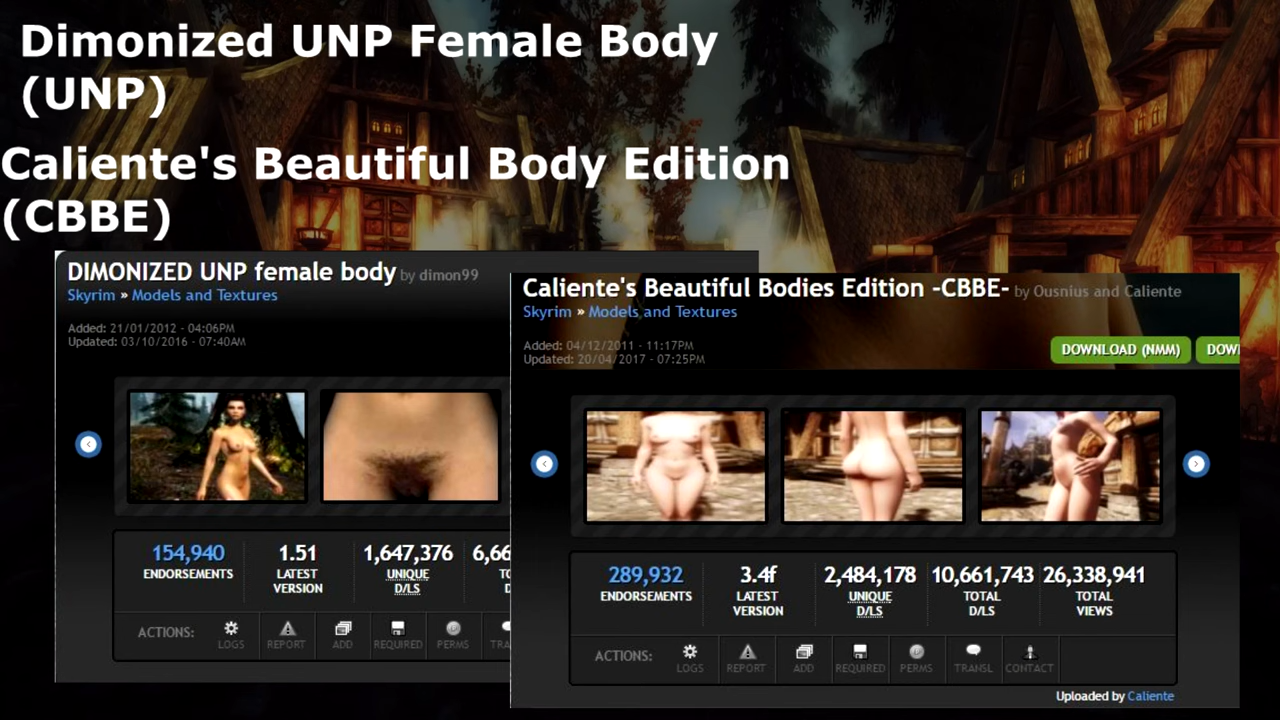 Dimonized UNP Female Body
(UNP)
Caliente's Beautiful Body Edition
(CBBE)
DIMONIZED UNP female body by dimon99
Skyrim » Models and Textures
Added: 21/01/2012 - 04:06PM
Updated: 03/10/2016 - 07:40AM
154,940 1.51 1,647,376 6,66
ENDORSEMENTS LATEST UNIQUE
VERSION D/LS
ACTIONS: LOGS REPORT ADD REQUIRED PERMS
Caliente's Beautiful Bodies Edition -CBBE- by Ousnius and Caliente
Skyrim » Models and Textures
Added: 04/12/2011 - 11:17PM
Updated: 20/04/2017 - 07:25PM
DOWNLOAD (NMM) DOW
289,932 3.4f 2,484,178 10,661,743 26,338,941
ENDORSEMENTS LATEST UNIQUE TOTAL TOTAL
VERSION D/LS D/LS VIEWS
ACTIONS: LOGS REPORT ADD REQUIRED PERMS TRANSL CONTACT
Uploaded by Caliente